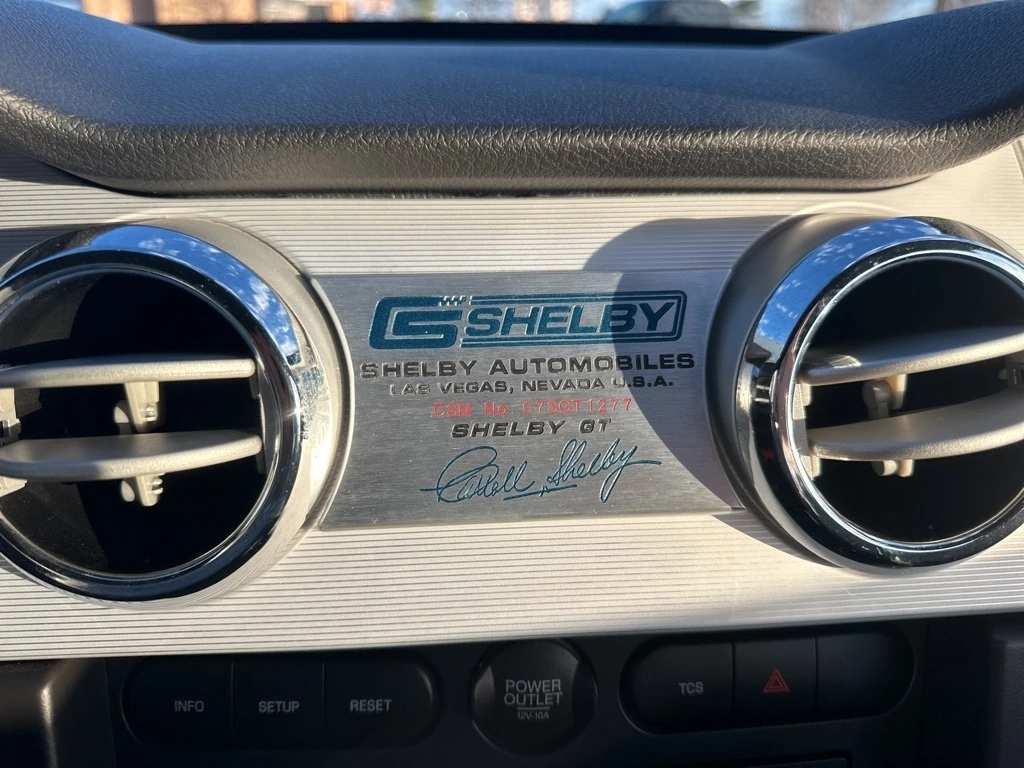 GS SHELBY
SHELBY AUTOMOBILES
LAS VEGAS, NEVADA U.S.A.
CSM No. 07SGT1277
SHELBY GT
Carroll Shelby
INFO
SETUP
RESET
POWER
OUTLET
12V-10A
TCS